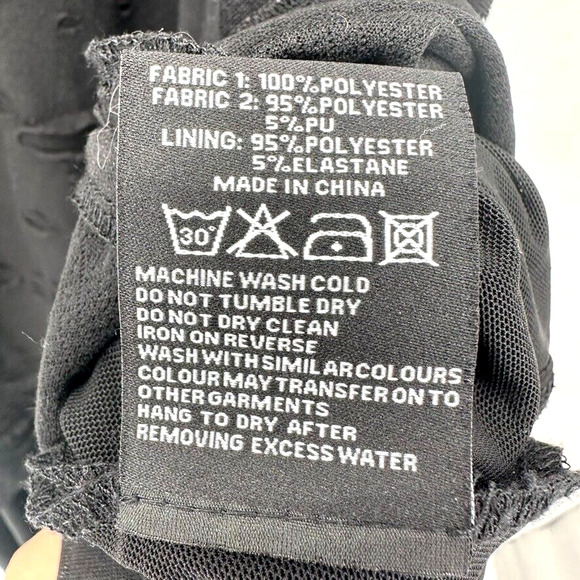 FABRIC 1: 100%POLYESTER
FABRIC 2: 95%POLYESTER
5%PU
LINING: 95%POLYESTER
5%ELASTANE
MADE IN CHINA
30°
MACHINE WASH COLD
DO NOT TUMBLE DRY
DO NOT DRY CLEAN
IRON ON REVERSE
WASH WITH SIMILAR COLOURS
COLOUR MAY TRANSFER ON TO
OTHER GARMENTS
HANG TO DRY AFTER
REMOVING EXCESS WATER